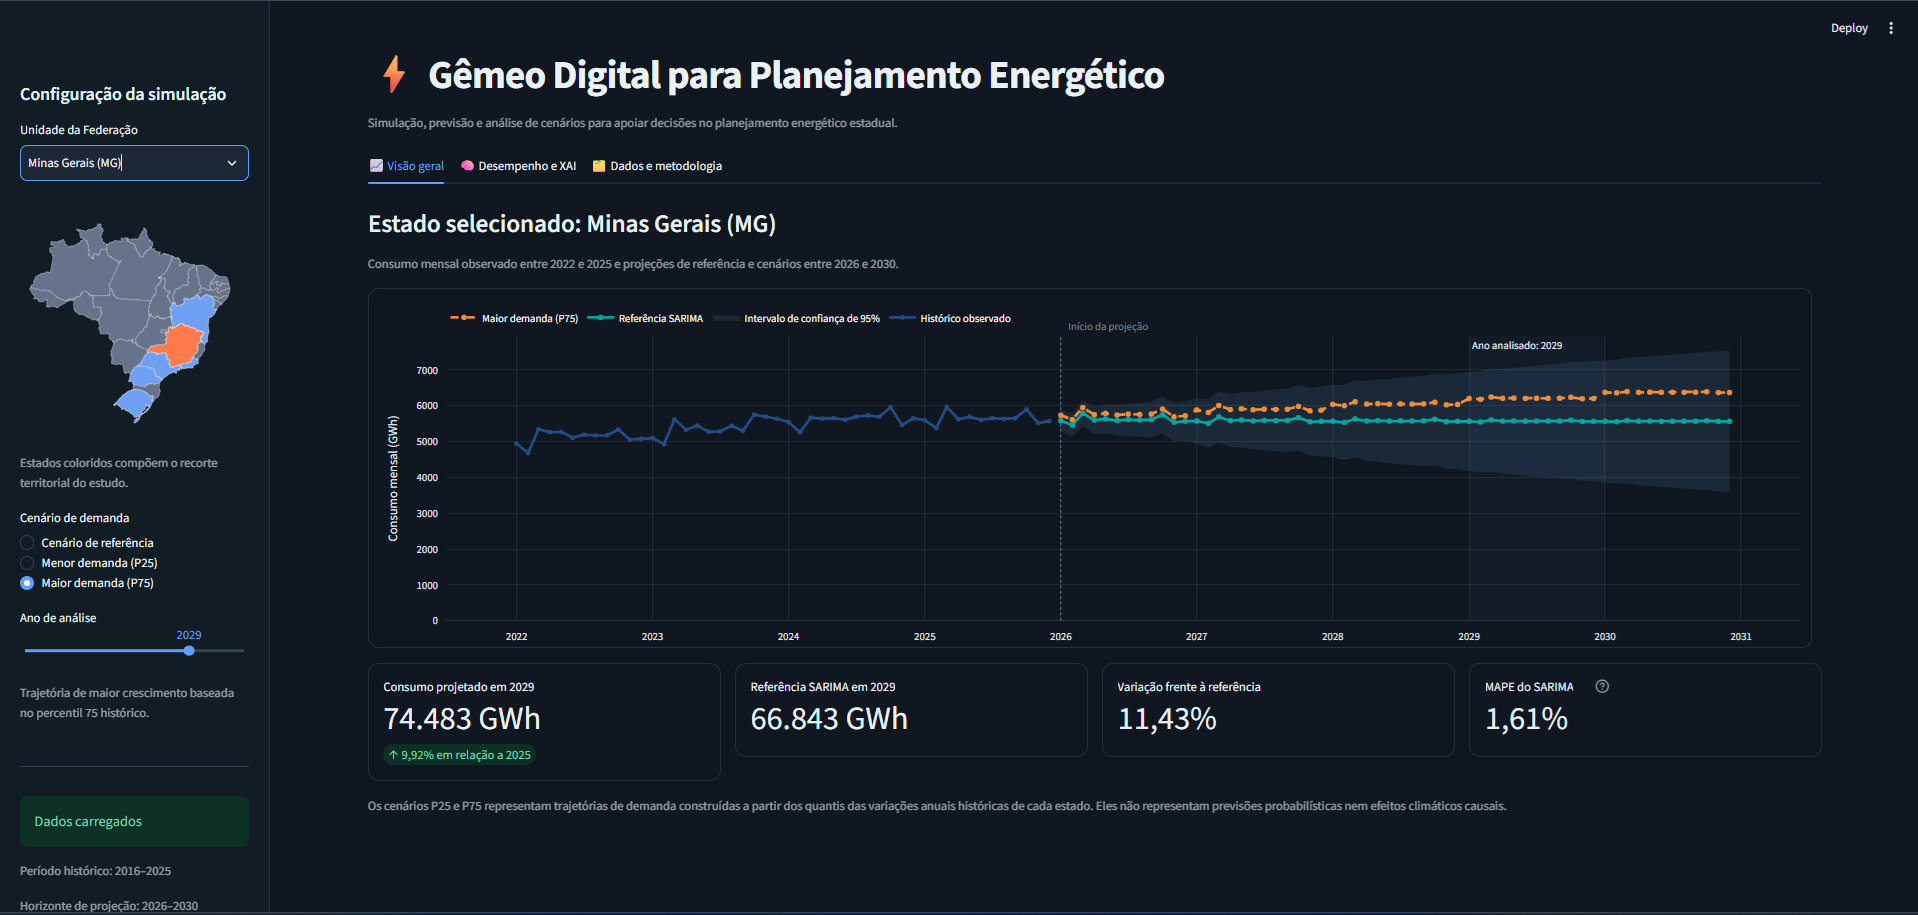 Deploy
Configuração da simulação
Unidade da Federação
Minas Gerais (MG)
Estados coloridos compõem o recorte
territorial do estudo.
Cenário de demanda
Cenário de referência
Menor demanda (P25)
Maior demanda (P75)
Ano de análise
2029
Trajetória de maior crescimento baseada
no percentil 75 histórico.
Dados carregados
Período histórico: 2016–2025
Horizonte de projeção: 2026–2030
Gêmeo Digital para Planejamento Energético
Simulação, previsão e análise de cenários para apoiar decisões no planejamento energético estadual.
Visão geral Desempenho e XAI Dados e metodologia
Estado selecionado: Minas Gerais (MG)
Consumo mensal observado entre 2022 e 2025 e projeções de referência e cenários entre 2026 e 2030.
Maior demanda (P75) Referência SARIMA Intervalo de confiança de 95% Histórico observado
Início da projeção
Ano analisado: 2029
Consumo mensal (GWh)
7000
6000
5000
4000
3000
2000
1000
0
2022 2023 2024 2025 2026 2027 2028 2029 2030 2031
Consumo projetado em 2029
74.483 GWh
↑ 9,92% em relação a 2025
Referência SARIMA em 2029
66.843 GWh
Variação frente à referência
11,43%
MAPE do SARIMA
1,61%
Os cenários P25 e P75 representam trajetórias de demanda construídas a partir dos quantis das variações anuais históricas de cada estado. Eles não representam previsões probabilísticas nem efeitos climáticos causais.